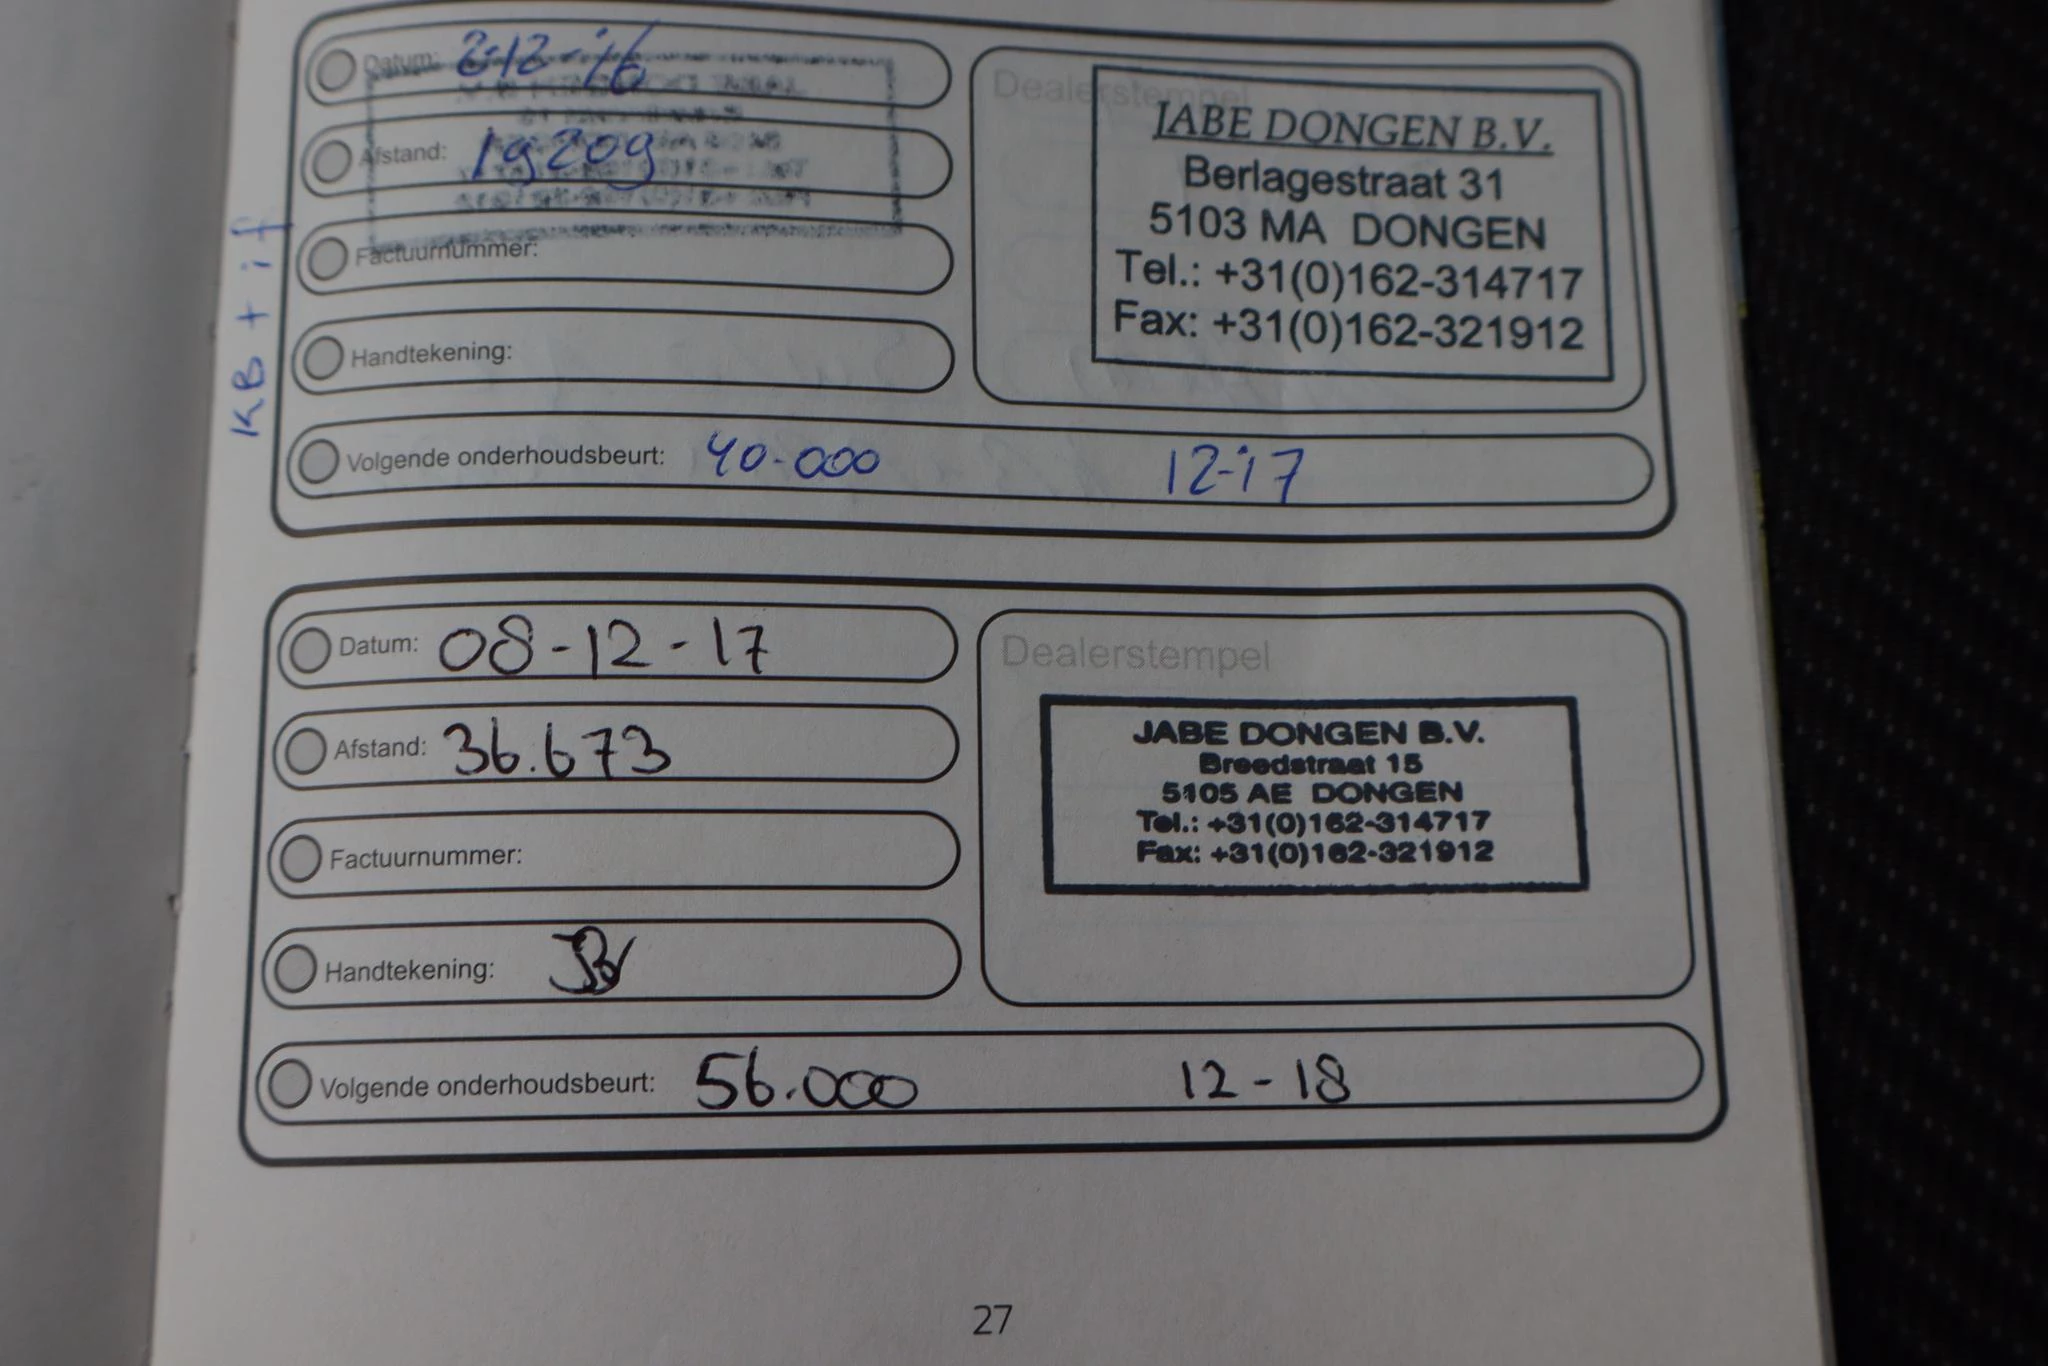 Datum: 2-12-16
Afstand: 19209
Factuurnummer:
Handtekening:
Volgende onderhoudsbeurt: 40.000 12-17
KB + if
Dealerstempel
JABE DONGEN B.V.
Berlagestraat 31
5103 MA DONGEN
Tel.: +31(0)162-314717
Fax: +31(0)162-321912
Datum: 08-12-17
Afstand: 36.673
Factuurnummer:
Handtekening:
Volgende onderhoudsbeurt: 56.000 12-18
Dealerstempel
JABE DONGEN B.V.
Breedstraat 15
5105 AE DONGEN
Tel.: +31(0)162-314717
Fax: +31(0)162-321912
27